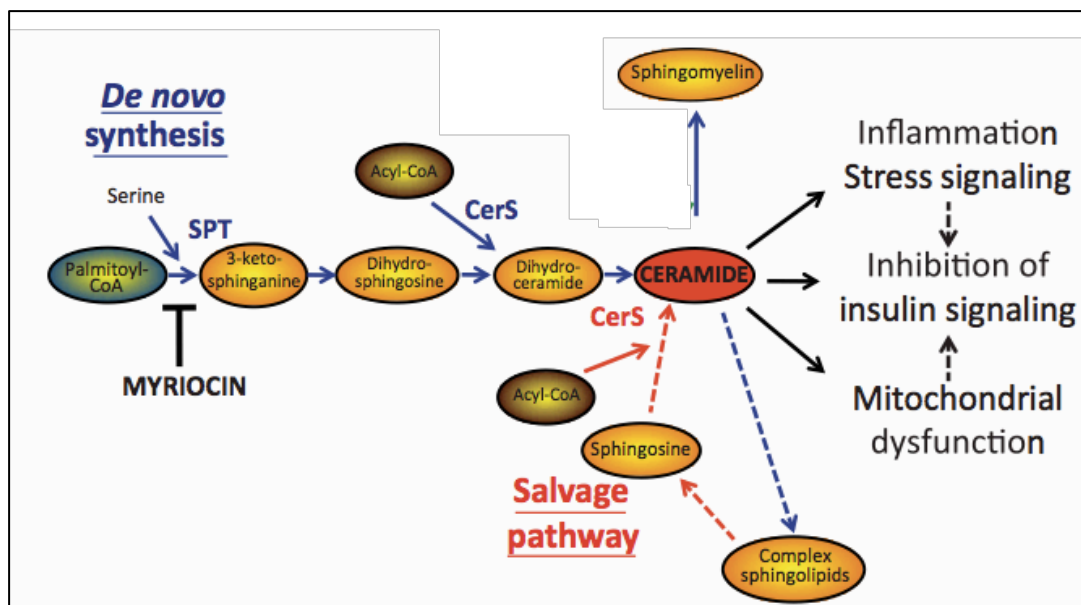 Sphingomyelin
De novo
synthesis
Inflammation
Stress signaling
Acyl-CoA
Serine
CerS
SPT
Palmitoyl-
CoA
3-keto-
sphinganine
Dihydro-
sphingosine
Dihydro-
ceramide
CERAMIDE
Inhibition of
insulin signaling
CerS
MYRIOCIN
Acyl-CoA
Mitochondrial
dysfunction
Sphingosine
Salvage
pathway
Complex
sphingolipids